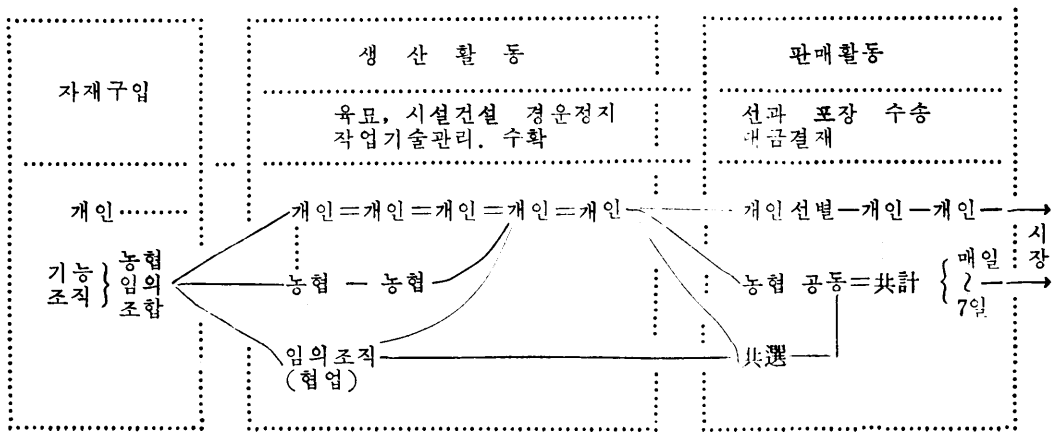 자재구입
생 산 활 동
판매활동
육묘, 시설건설 경운정지
작업기술관리. 수확
선과 포장 수송
대금결재
개인
개인=개인=개인=개인=개인
개인선별―개인―개인
시장
기능조직
농협
임의
조합
농협 ― 농협
농협 공동=共計
매일
~
7일
임의조직
(협업)
共選